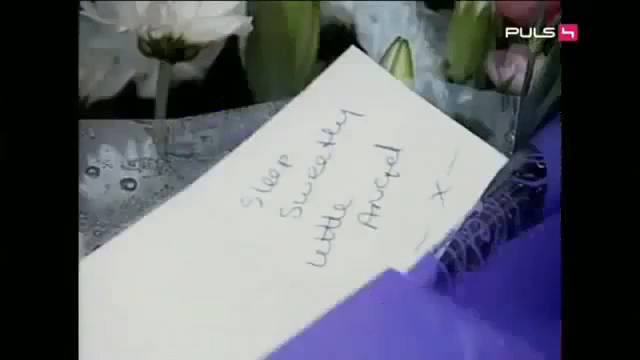 PULS 4
Sleep
Sweetly
Little
Angel
- X -